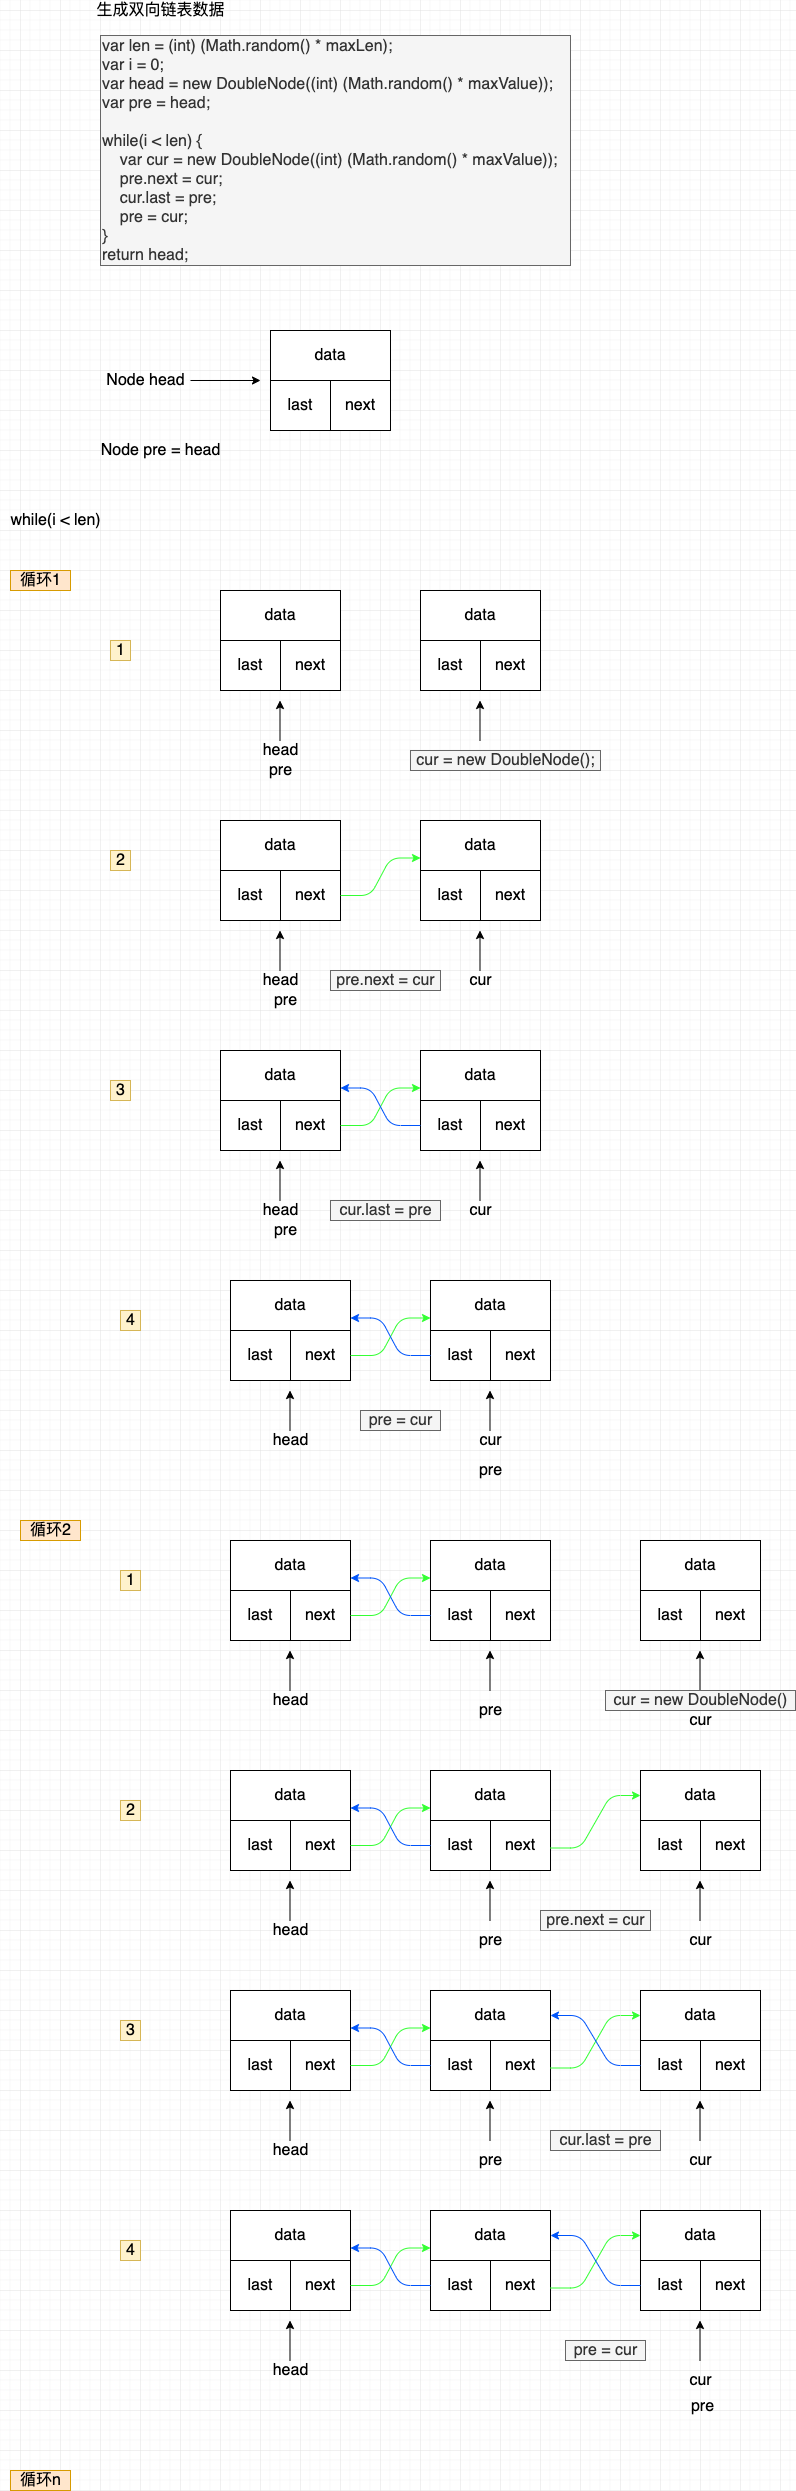 生成双向链表数据
var len = (int) (Math.random() * maxLen);
var i = 0;
var head = new DoubleNode((int) (Math.random() * maxValue));
var pre = head;
while(i < len) {
var cur = new DoubleNode((int) (Math.random() * maxValue));
pre.next = cur;
cur.last = pre;
pre = cur;
}
return head;
data
Node head
last next
Node pre = head
while(i < len)
循环1
data data
1
last next last next
head
pre
cur = new DoubleNode();
data data
2
last next last next
head pre.next = cur cur
pre
data data
3
last next last next
head cur.last = pre cur
pre
data data
4
last next last next
pre = cur
head cur
pre
循环2
data data data
1
last next last next last next
head pre cur = new DoubleNode()
cur
data data data
2
last next last next last next
pre.next = cur
head
pre cur
data data data
3
last next last next last next
cur.last = pre
head
pre cur
data data data
4
last next last next last next
pre = cur
head
cur
pre
循环n